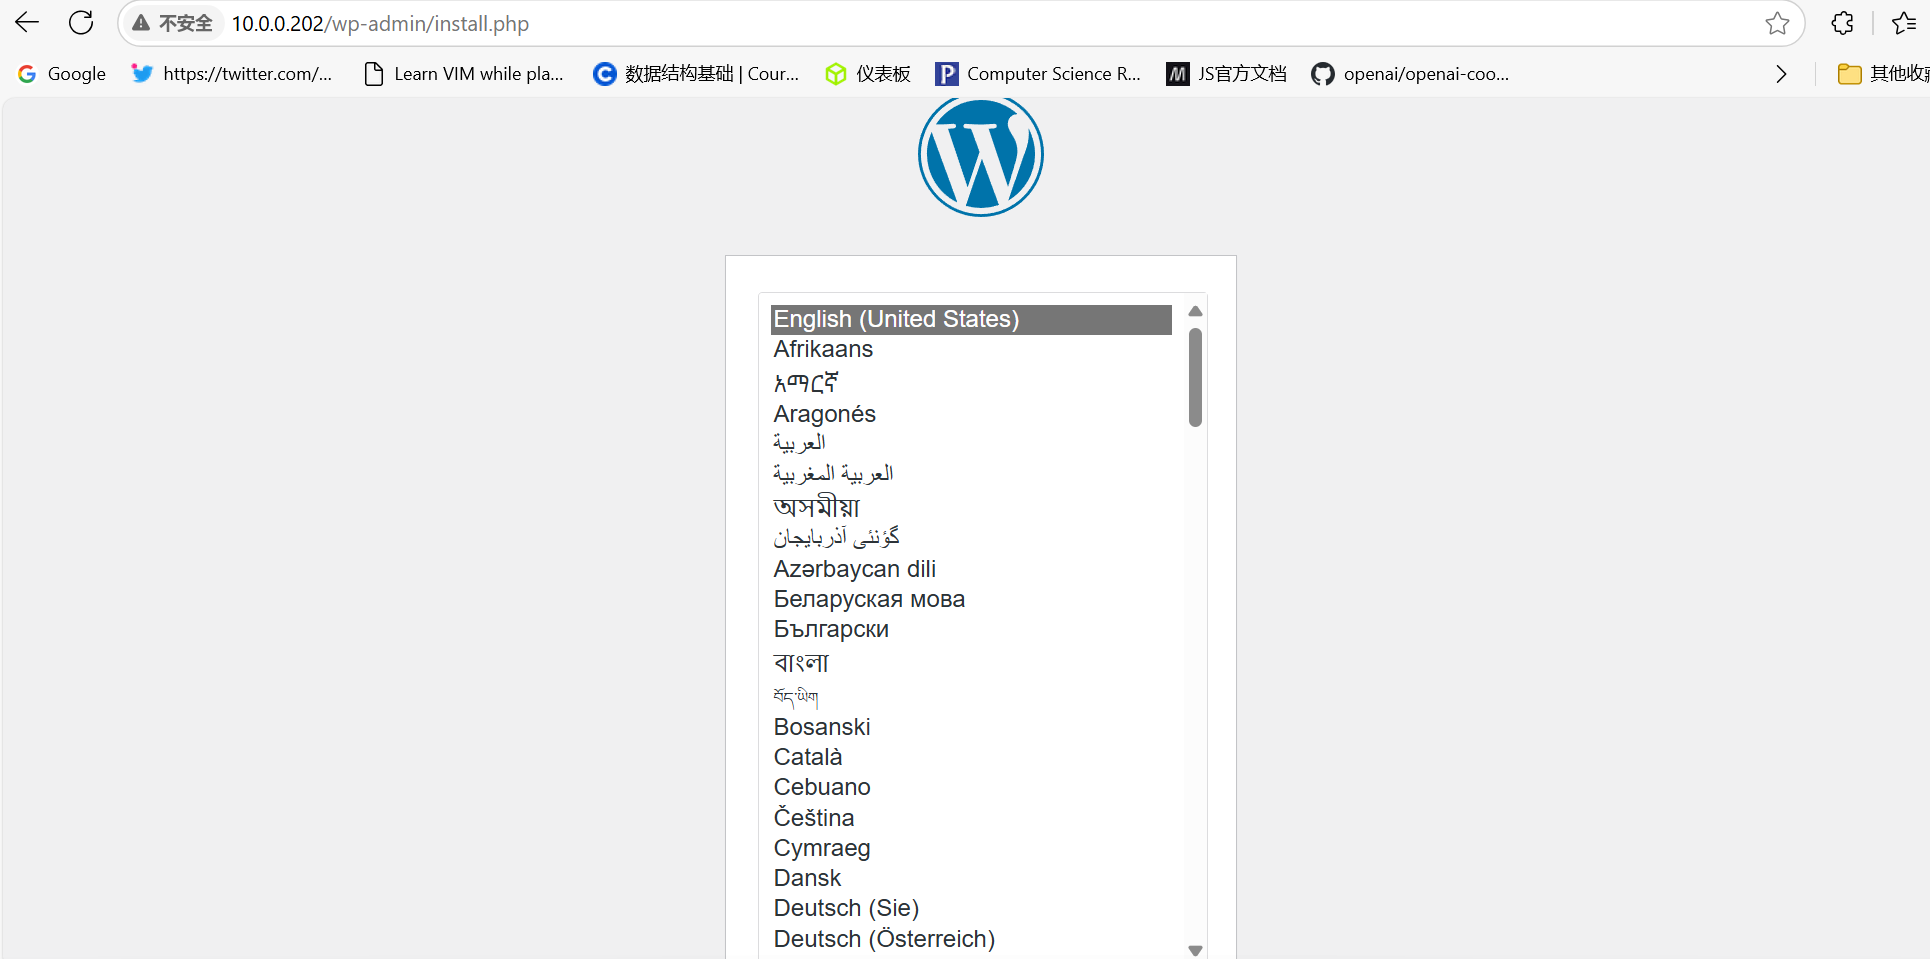 不安全 10.0.0.202/wp-admin/install.php
Google https://twitter.com/... Learn VIM while pla... 数据结构基础 | Cour... 仪表板 Computer Science R... JS官方文档 openai/openai-coo... 其他收藏
English (United States)
Afrikaans
አማርኛ
Aragonés
العربية
العربية المغربية
অসমীয়া
گؤنئی آذربایجان
Azərbaycan dili
Беларуская мова
Български
বাংলা
བོད་ཡིག
Bosanski
Català
Cebuano
Čeština
Cymraeg
Dansk
Deutsch (Sie)
Deutsch (Österreich)